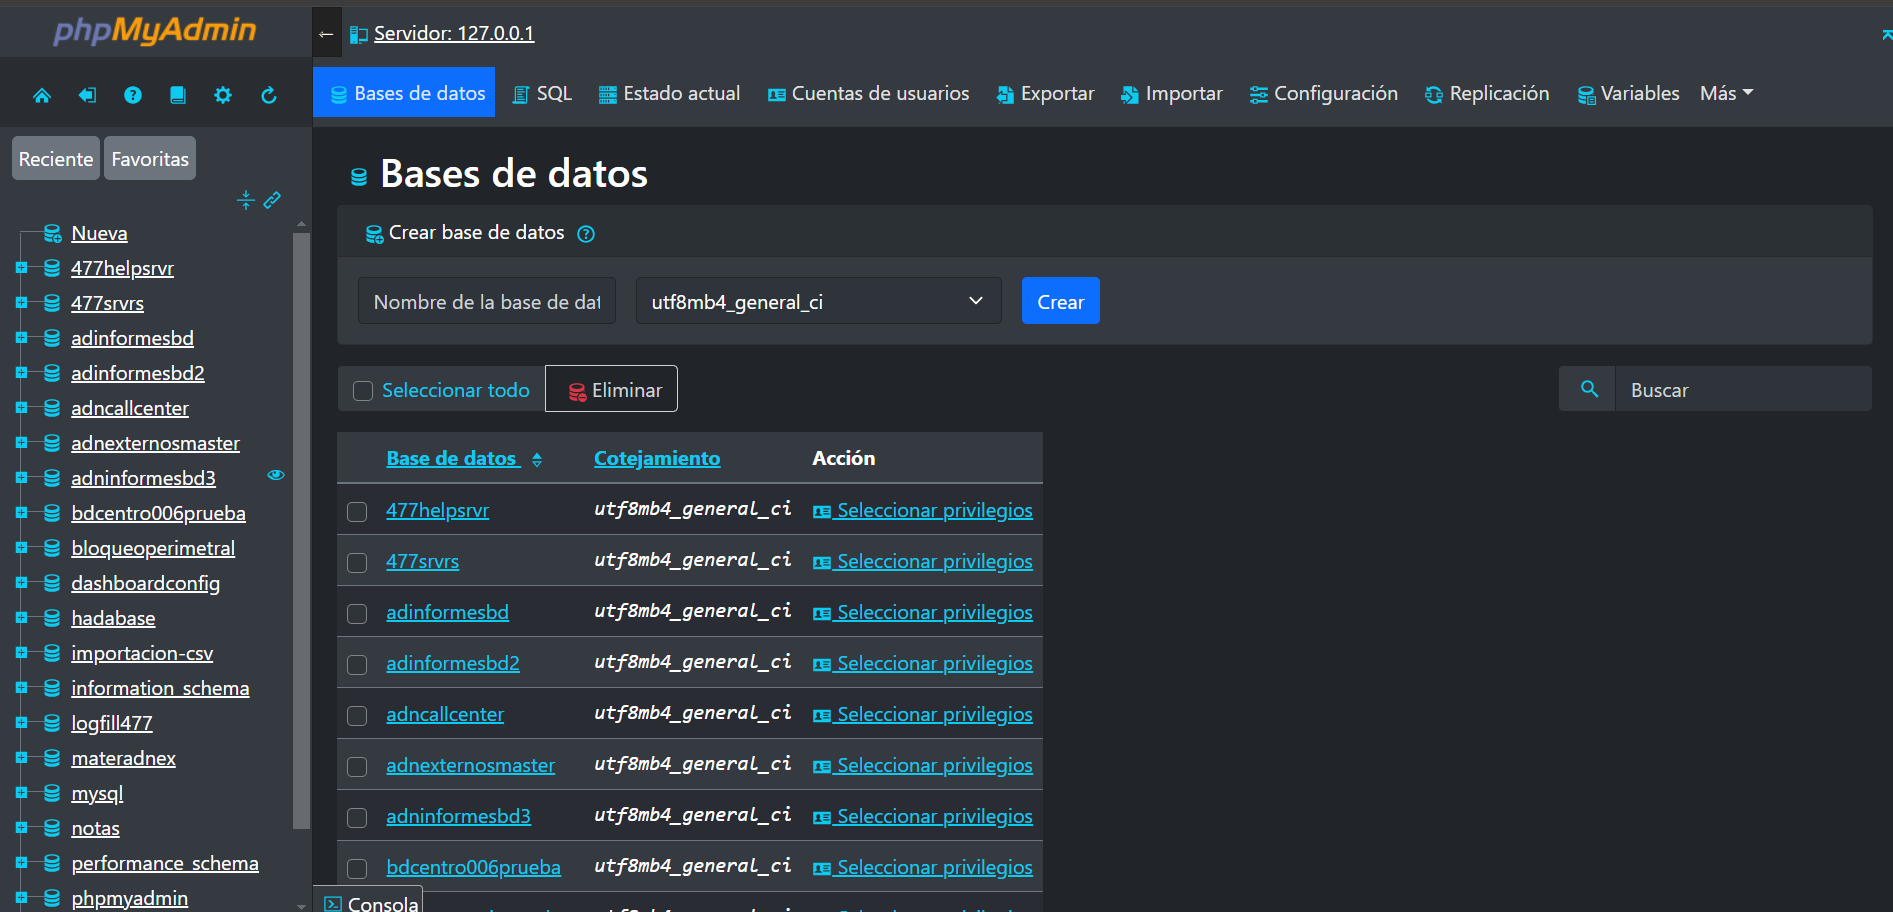 phpMyAdmin
← Servidor: 127.0.0.1
Bases de datos SQL Estado actual Cuentas de usuarios Exportar Importar Configuración Replicación Variables Más
Reciente Favoritas
Nueva
477helpsrvr
477srvrs
adinformesbd
adinformesbd2
adncallcenter
adnexternosmaster
adninformesbd3
bdcentro006prueba
bloqueoperimetral
dashboardconfig
hadabase
importacion-csv
information_schema
logfill477
materadnex
mysql
notas
performance_schema
phpmyadmin
Bases de datos
Crear base de datos
Nombre de la base de dat utf8mb4_general_ci Crear
Seleccionar todo Eliminar Buscar
Base de datos Cotejamiento Acción
477helpsrvr utf8mb4_general_ci Seleccionar privilegios
477srvrs utf8mb4_general_ci Seleccionar privilegios
adinformesbd utf8mb4_general_ci Seleccionar privilegios
adinformesbd2 utf8mb4_general_ci Seleccionar privilegios
adncallcenter utf8mb4_general_ci Seleccionar privilegios
adnexternosmaster utf8mb4_general_ci Seleccionar privilegios
adninformesbd3 utf8mb4_general_ci Seleccionar privilegios
bdcentro006prueba utf8mb4_general_ci Seleccionar privilegios
Consola